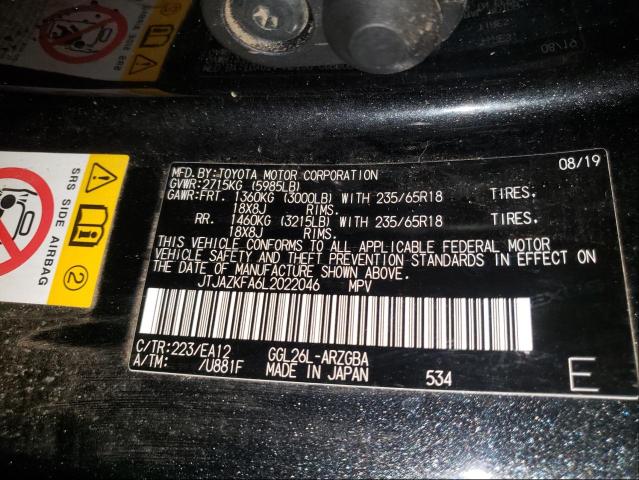 MFD.BY:TOYOTA MOTOR CORPORATION 08/19
GVWR:2715KG (5985LB)
GAWR:FRT. 1360KG (3000LB) WITH 235/65R18 TIRES.
18X8J RIMS.
RR. 1460KG (3215LB) WITH 235/65R18 TIRES.
18X8J RIMS.
THIS VEHICLE CONFORMS TO ALL APPLICABLE FEDERAL MOTOR
VEHICLE SAFETY AND THEFT PREVENTION STANDARDS IN EFFECT ON
THE DATE OF MANUFACTURE SHOWN ABOVE.
JTJAZKFA6L2022046 MPV
C/TR:223/EA12 GGL26L-ARZGBA
A/TM: /U881F MADE IN JAPAN 534 E
SRS SIDE AIRBAG
2